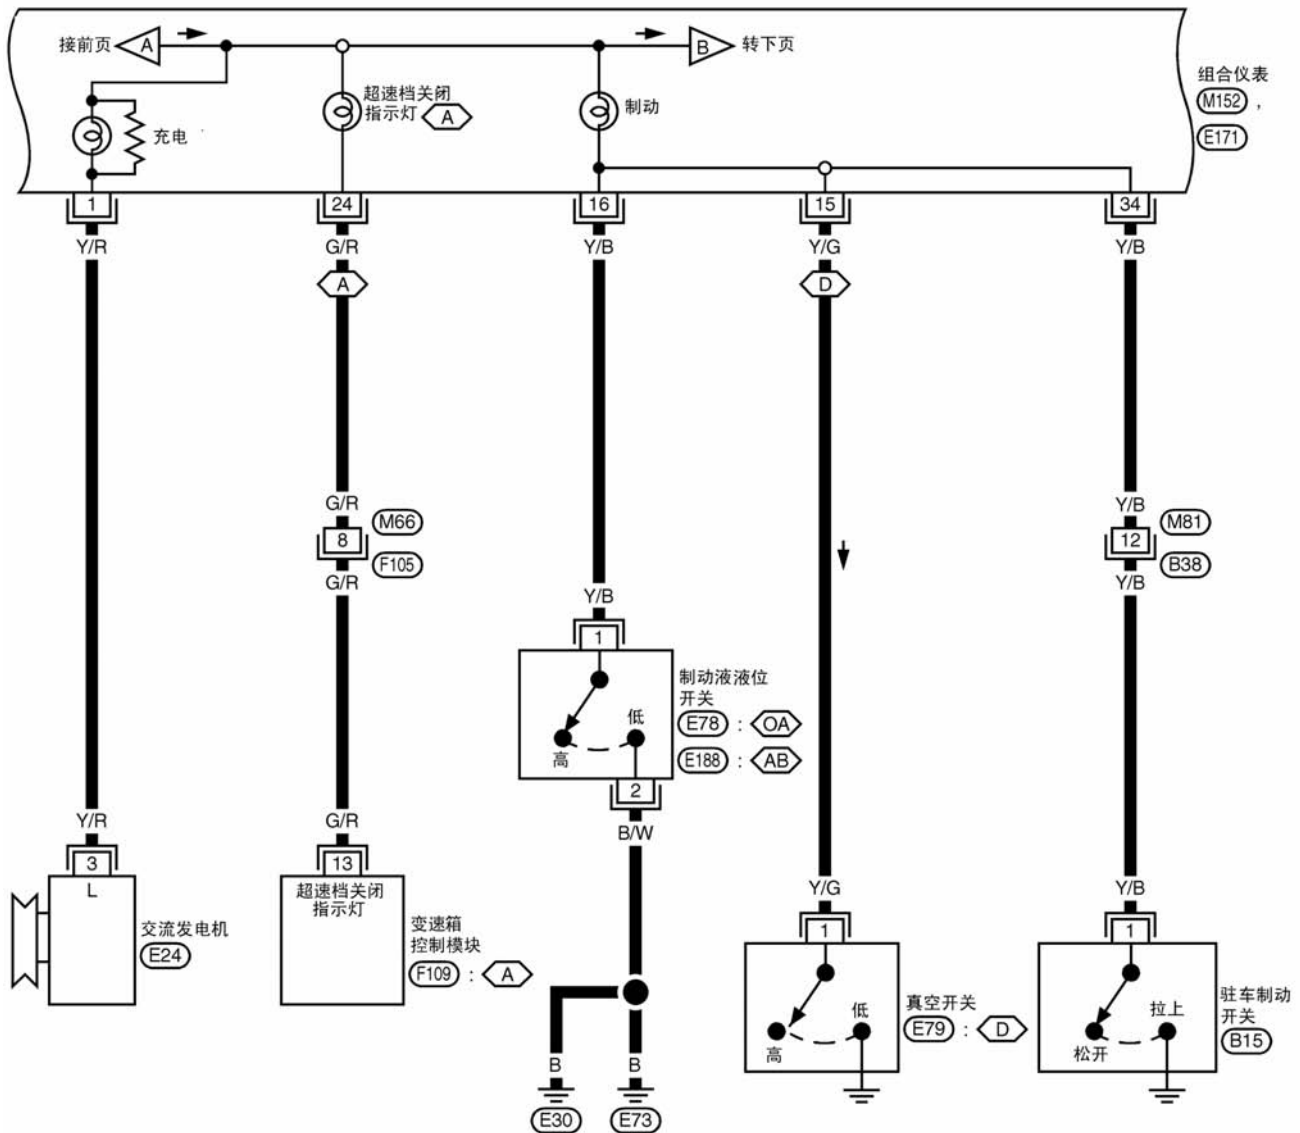 接前页
A
B
转下页
组合仪表
M152 ,
E171
超速档关闭
指示灯 A
制动
充电
1
24
16
15
34
Y/R
G/R
Y/B
Y/G
Y/B
A
D
G/R
M66
8
F105
G/R
Y/B
M81
12
B38
Y/B
Y/B
1
制动液液位
开关
E78 : OA
E188 : AB
低
高
2
B/W
Y/R
G/R
3
13
L
交流发电机
E24
超速档关闭
指示灯
变速箱
控制模块
F109 : A
Y/G
Y/B
1
1
低
高
真空开关
E79 : D
拉上
松开
驻车制动
开关
B15
B
B
E30
E73